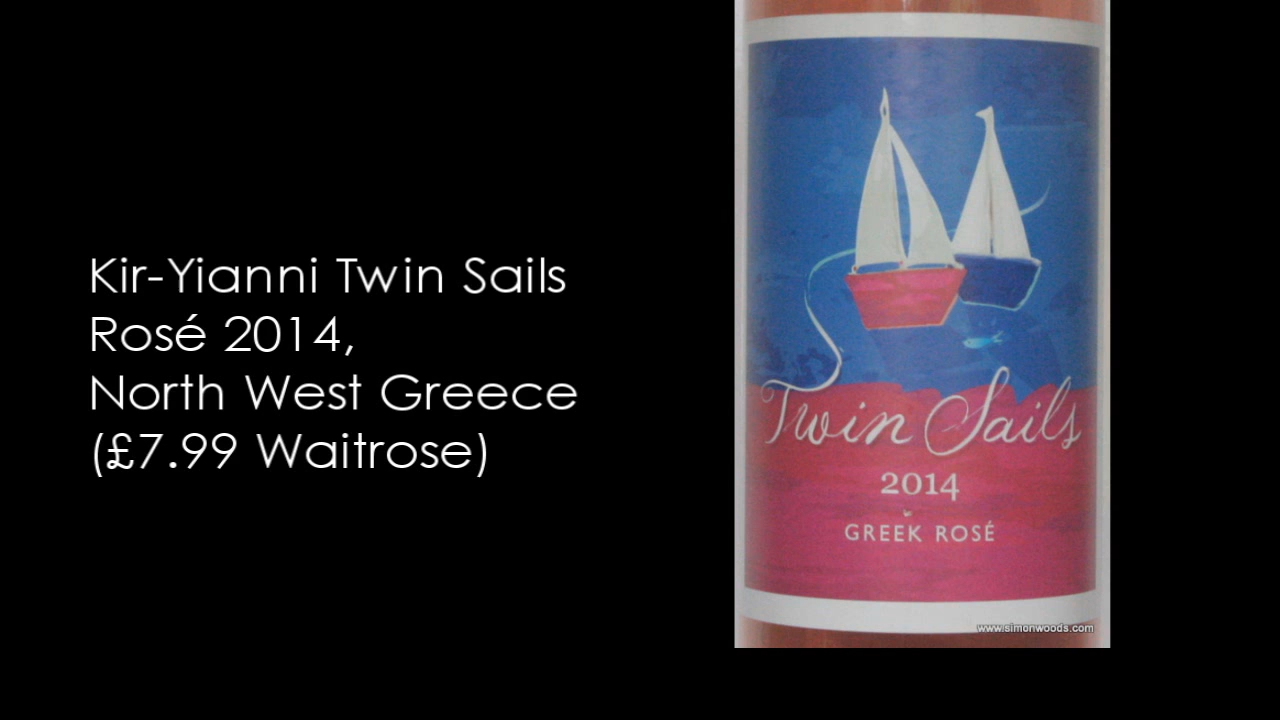 Kir-Yianni Twin Sails
Rosé 2014,
North West Greece
(£7.99 Waitrose)
Twin Sails
2014
GREEK ROSÉ
www.simonwoods.com